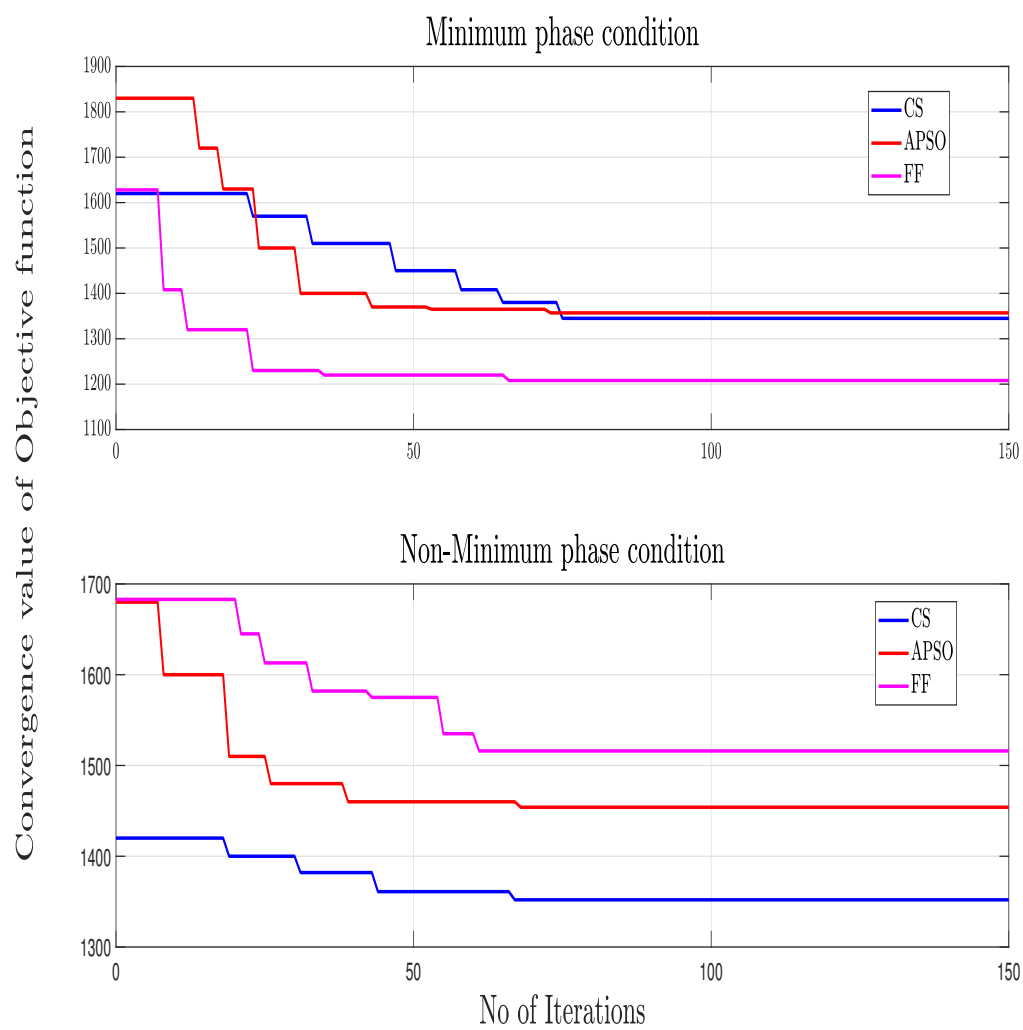 Minimum phase condition
1900
1800
1700
1600
1500
1400
1300
1200
1100
0 50 100 150
CS
APSO
FF
Convergence value of Objective function
Non-Minimum phase condition
1700
1600
1500
1400
1300
0 50 100 150
CS
APSO
FF
No of Iterations